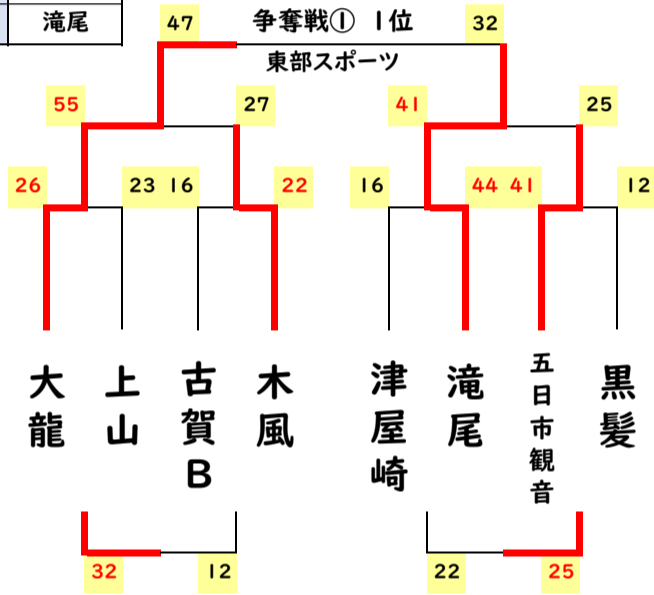 滝尾
47 争奪戦① 1位 32
東部スポーツ
55 27 41 25
26 23 16 22 16 44 41 12
大龍
上山
古賀B
木風
津屋崎
滝尾
五日市観音
黒髪
32 12 22 25